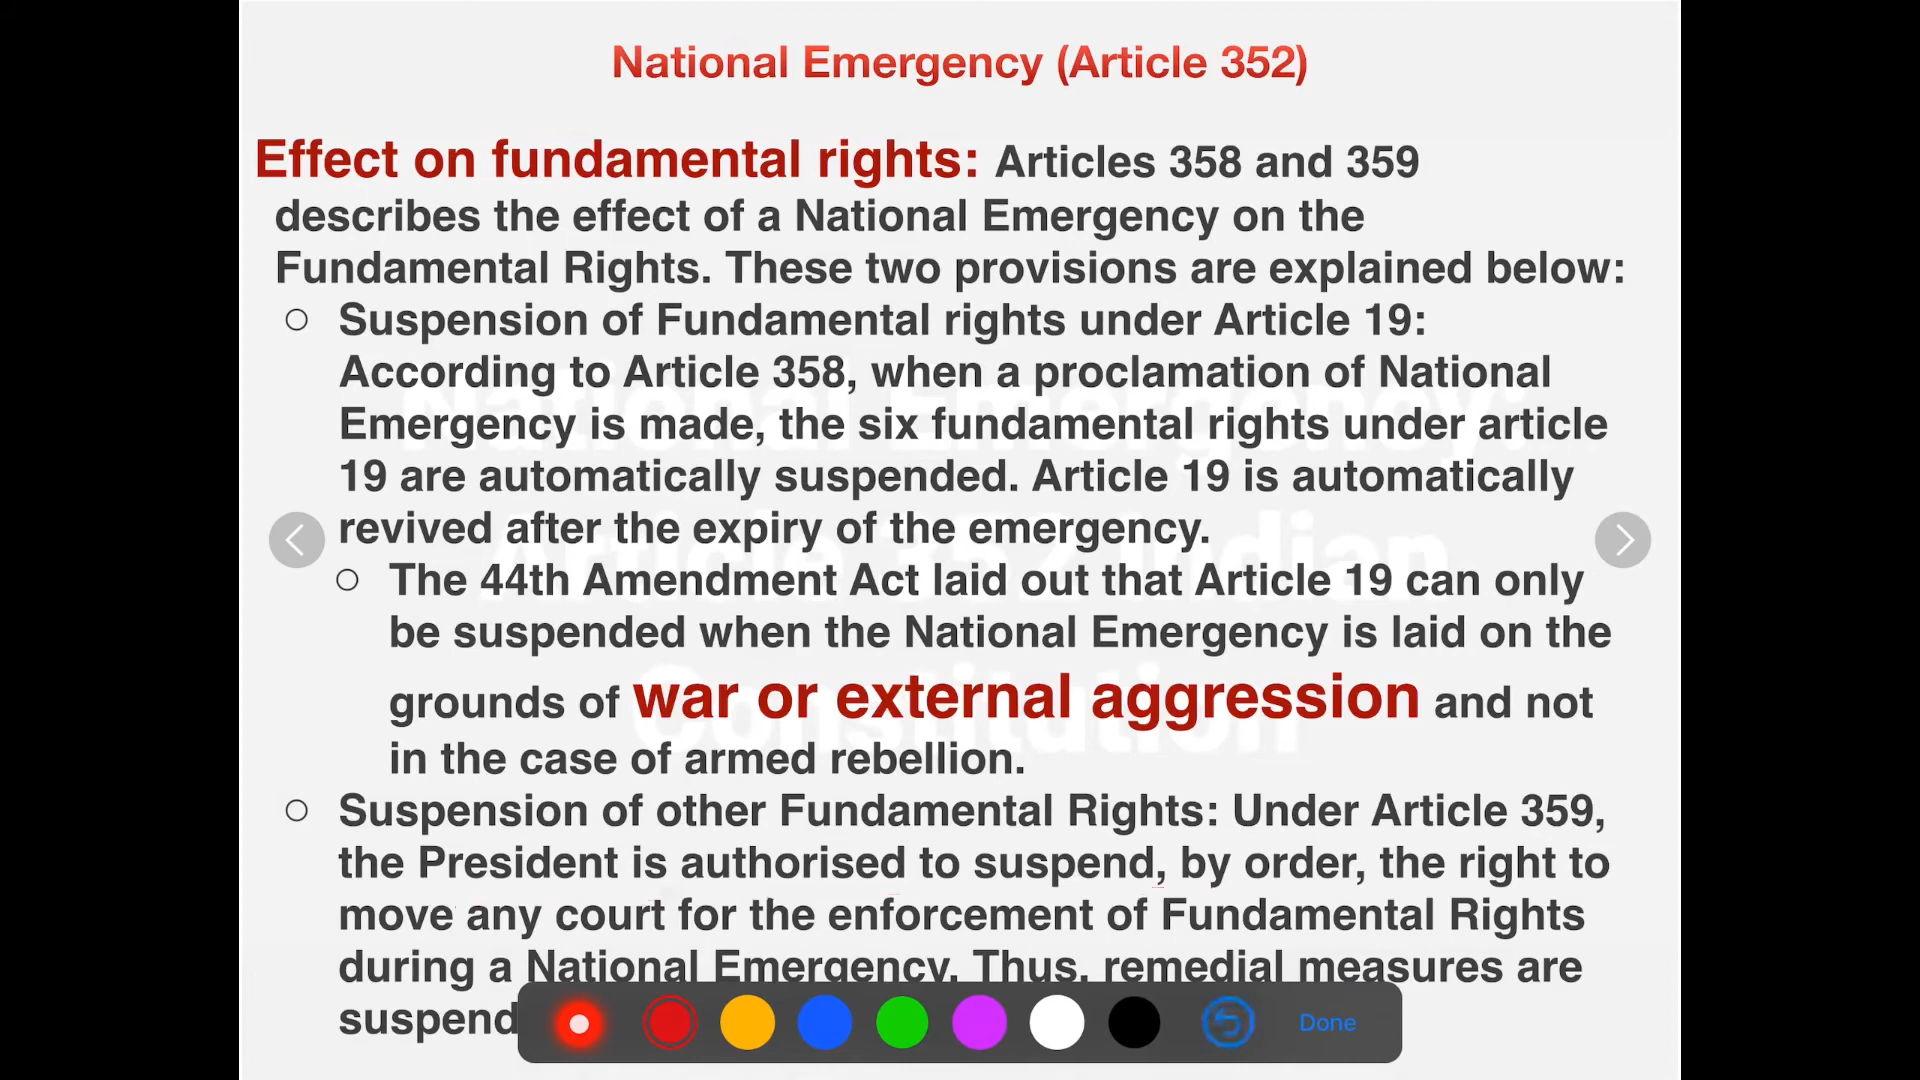 National Emergency (Article 352)
Effect on fundamental rights: Articles 358 and 359
describes the effect of a National Emergency on the
Fundamental Rights. These two provisions are explained below:
○ Suspension of Fundamental rights under Article 19:
According to Article 358, when a proclamation of National
Emergency is made, the six fundamental rights under article
19 are automatically suspended. Article 19 is automatically
revived after the expiry of the emergency.
○ The 44th Amendment Act laid out that Article 19 can only
be suspended when the National Emergency is laid on the
grounds of war or external aggression and not
in the case of armed rebellion.
○ Suspension of other Fundamental Rights: Under Article 359,
the President is authorised to suspend, by order, the right to
move any court for the enforcement of Fundamental Rights
during a National Emergency. Thus, remedial measures are
suspend
Done
National Emergency:
Article 352 Indian
Constitution